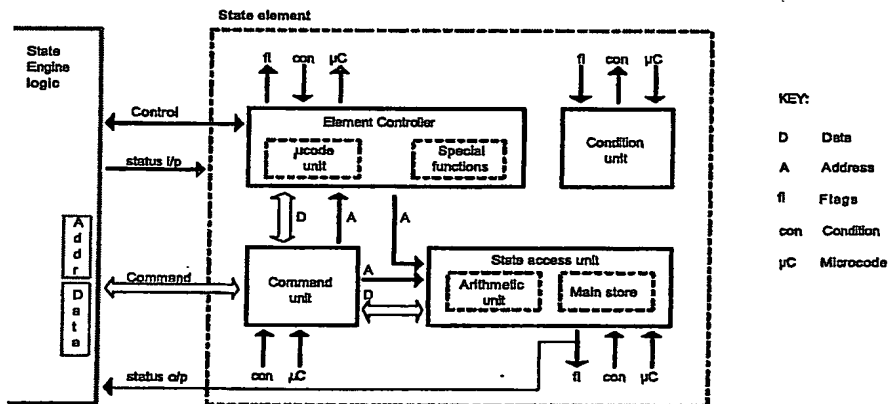 State element
State
Engine
logic
fl con µC
fl con µC
KEY:
Control
Element Controller
µcode
unit
Special
functions
Condition
unit
D Data
A Address
fl Flags
con Condition
µC Microcode
status i/p
D
A
A
Addr
Data
Command
Command
unit
A
D
State access unit
Arithmetic
unit
Main store
con µC
fl con µC
status o/p